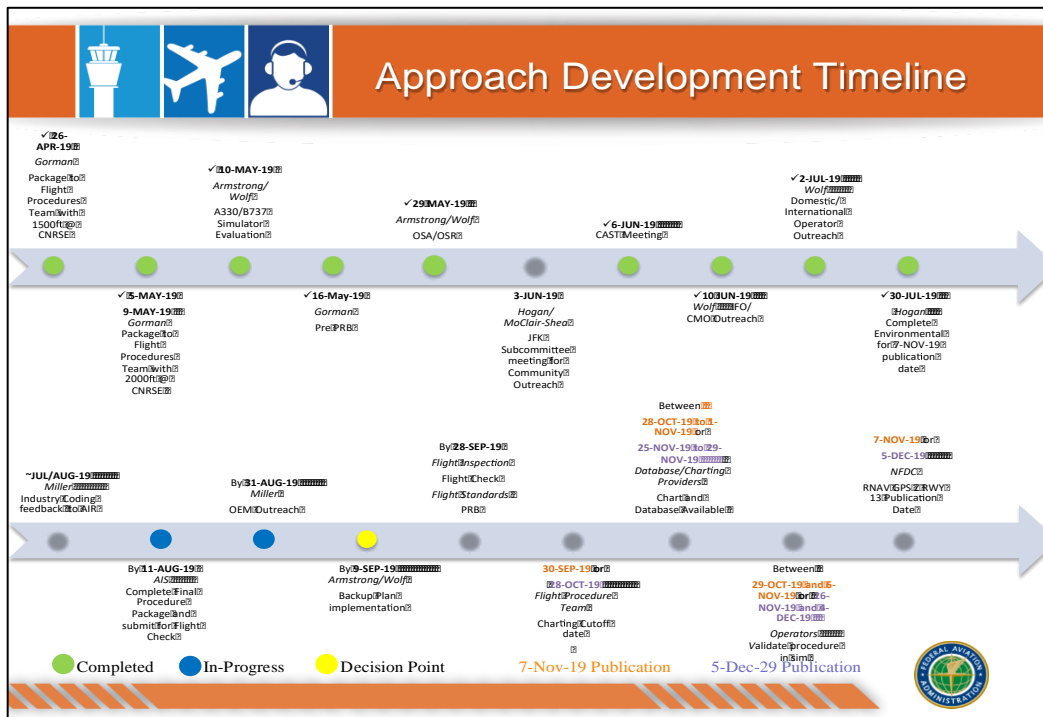 Approach Development Timeline
✓ 26-
APR-19
Gorman
Package to
Flight
Procedures
Team with
1500ft @
CNRSE
✓ 10-MAY-19
Armstrong/
Wolf
A330/B737
Simulator
Evaluation
✓ 29-MAY-19
Armstrong/Wolf
OSA/OSR
✓ 6-JUN-19
CAST Meeting
✓ 2-JUL-19
Wolf
Domestic/
International
Operator
Outreach
✓ 5-MAY-19
9-MAY-19
Gorman
Package to
Flight
Procedures
Team with
2000ft @
CNRSE
✓ 16-May-19
Gorman
Pre PRB
3-JUN-19
Hogan/
MoClair-Shea
JFK
Subcommittee
meeting for
Community
Outreach
✓ 10 JUN-19
Wolf IFO/
CMO Outreach
✓ 30-JUL-19
Hogan
Complete
Environmental
for 7-NOV-19
publication
date
~JUL/AUG-19
Miller
Industry Coding
feedback to AIR
By 31-AUG-19
Miller
OEM Outreach
By 28-SEP-19
Flight Inspection
Flight Check
Flight Standards
PRB
Between
28-OCT-19 to 1-
NOV-19 or
25-NOV-19 to 29-
NOV-19
Database/Charting
Providers
Chart and
Database Available
7-NOV-19 or
5-DEC-19
NFDC
RNAV GPS Z RWY
13 Publication
Date
By 11-AUG-19
AIS
Complete Final
Procedure
Package and
submit for Flight
Check
By 9-SEP-19
Armstrong/Wolf
Backup Plan
implementation
30-SEP-19 or
28-OCT-19
Flight Procedure
Team
Charting Cutoff
date
Between
29-OCT-19 and 6-
NOV-19 or 26-
NOV-19 and 4-
DEC-19
Operators
Validate procedure
in sim
Completed
In-Progress
Decision Point
7-Nov-19 Publication
5-Dec-29 Publication
FEDERAL AVIATION
ADMINISTRATION